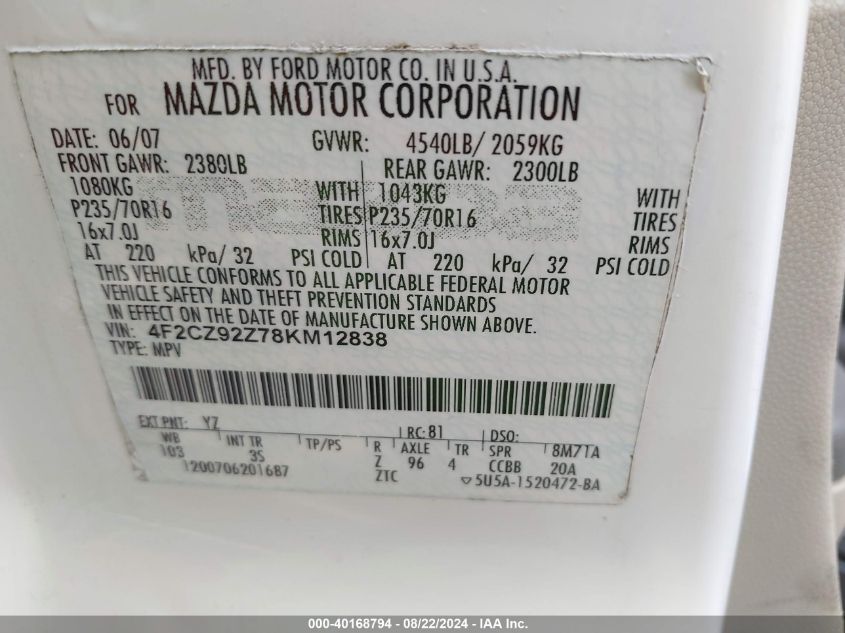 MFD. BY FORD MOTOR CO. IN U.S.A.
FOR MAZDA MOTOR CORPORATION
DATE: 06/07 GVWR: 4540LB/ 2059KG
FRONT GAWR: 2380LB REAR GAWR: 2300LB
1080KG WITH 1043KG WITH
P235/70R16 TIRES P235/70R16 TIRES
16x7.0J RIMS 16x7.0J RIMS
AT 220 kPa/ 32 PSI COLD AT 220 kPa/ 32 PSI COLD
THIS VEHICLE CONFORMS TO ALL APPLICABLE FEDERAL MOTOR
VEHICLE SAFETY AND THEFT PREVENTION STANDARDS
IN EFFECT ON THE DATE OF MANUFACTURE SHOWN ABOVE.
VIN: 4F2CZ92Z78KM12838
TYPE: MPV
EXT PNT: YZ RC: 81 DSO:
WB INT TR TP/PS R AXLE TR SPR 8M7TA
103 3S Z 96 4 CCBB 20A
1200706201687 ZTC ▽5U5A-1520472-BA
000-40168794 - 08/22/2024 - IAA Inc.